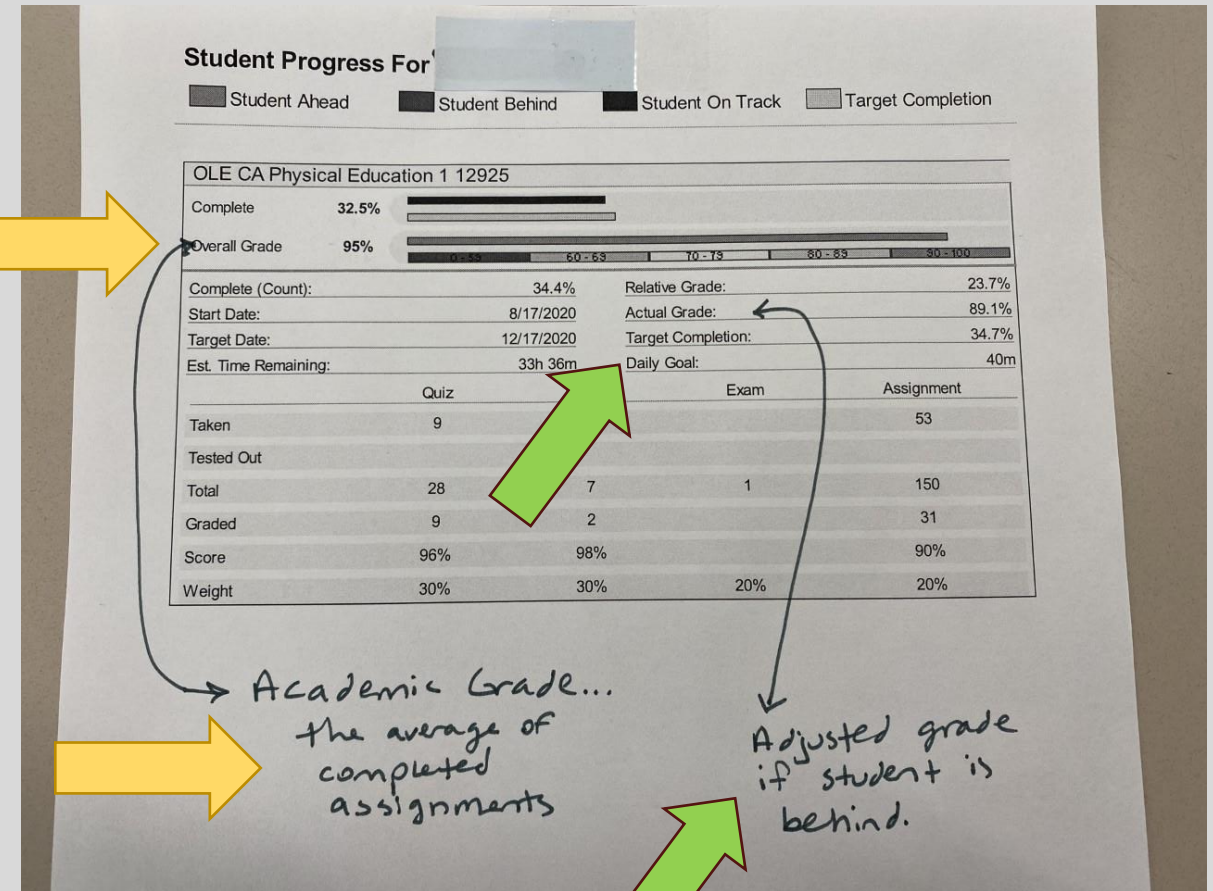 Student Progress For
Student Ahead Student Behind Student On Track Target Completion
OLE CA Physical Education 1 12925
Complete 32.5%
Overall Grade 95%
0 - 59 60 - 69 70 - 79 80 - 89 90 - 100
Complete (Count): 34.4% Relative Grade: 23.7%
Start Date: 8/17/2020 Actual Grade: 89.1%
Target Date: 12/17/2020 Target Completion: 34.7%
Est. Time Remaining: 33h 36m Daily Goal: 40m
Quiz Exam Assignment
Taken 9 53
Tested Out
Total 28 7 1 150
Graded 9 2 31
Score 96% 98% 90%
Weight 30% 30% 20% 20%
Academic Grade...
the average of
completed
assignments
Adjusted grade
if student is
behind.